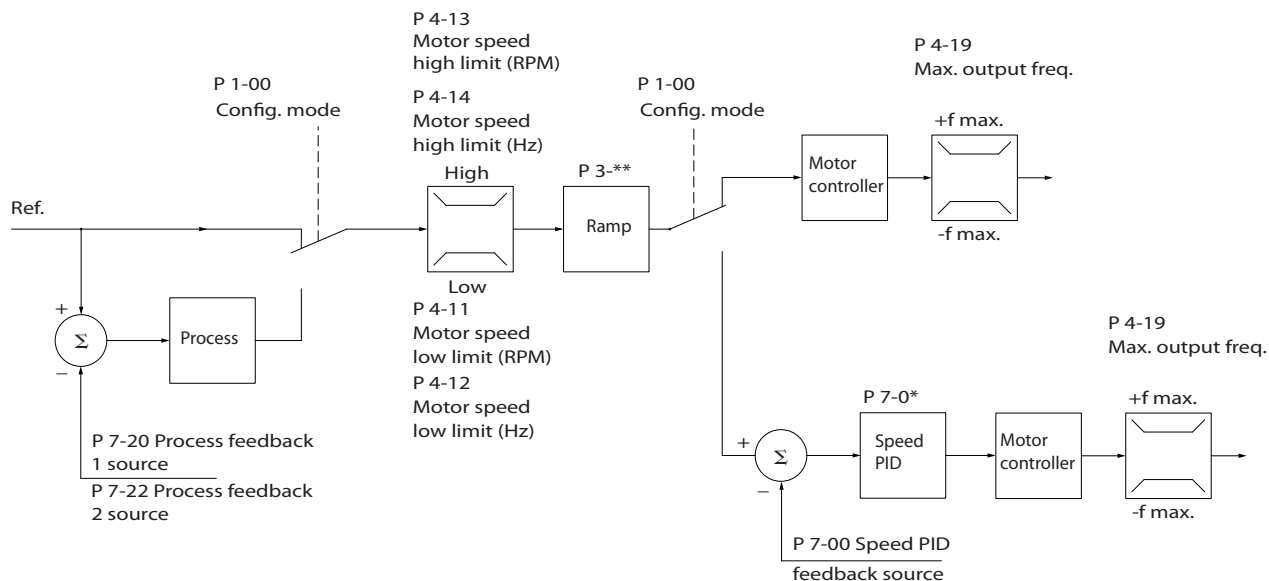 P 4-13
Motor speed
high limit (RPM)
P 4-19
Max. output freq.
P 1-00
Config. mode
P 4-14
Motor speed
high limit (Hz)
P 1-00
Config. mode
+f max.
High
P 3-**
Motor
controller
Ref.
Ramp
-f max.
Low
+
Σ
–
Process
P 4-11
Motor speed
low limit (RPM)
P 4-12
Motor speed
low limit (Hz)
P 4-19
Max. output freq.
P 7-20 Process feedback
1 source
P 7-22 Process feedback
2 source
P 7-0*
+f max.
+
Σ
–
Speed
PID
Motor
controller
-f max.
P 7-00 Speed PID
feedback source